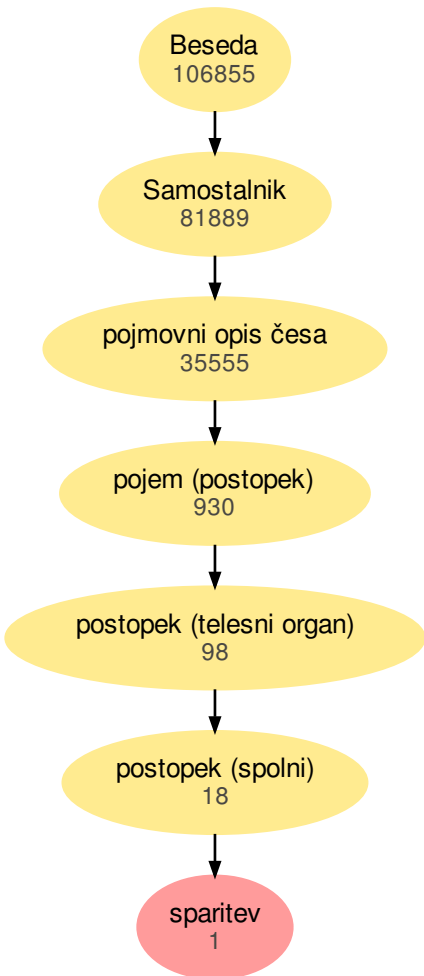 Beseda
106855
Samostalnik
81889
pojmovni opis česa
35555
pojem (postopek)
930
postopek (telesni organ)
98
postopek (spolni)
18
sparitev
1